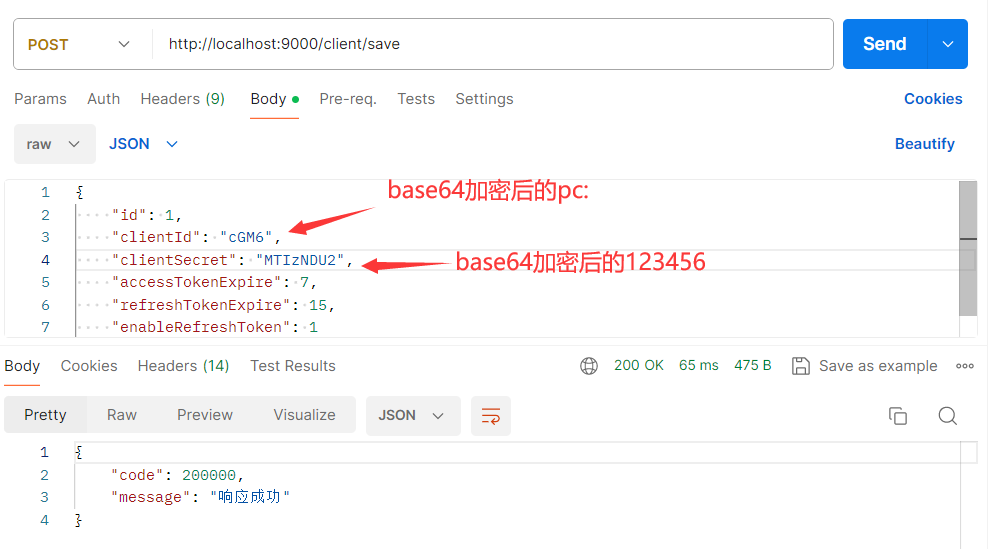 POST http://localhost:9000/client/save Send
Params Auth Headers (9) Body Pre-req. Tests Settings Cookies
raw JSON Beautify
base64加密后的pc:
1 {
2 "id": 1,
3 "clientId": "cGM6",
4 "clientSecret": "MTIzNDU2",
base64加密后的123456
5 "accessTokenExpire": 7,
6 "refreshTokenExpire": 15,
7 "enableRefreshToken": 1
Body Cookies Headers (14) Test Results 200 OK 65 ms 475 B Save as example
Pretty Raw Preview Visualize JSON
1 {
2 "code": 200000,
3 "message": "响应成功"
4 }